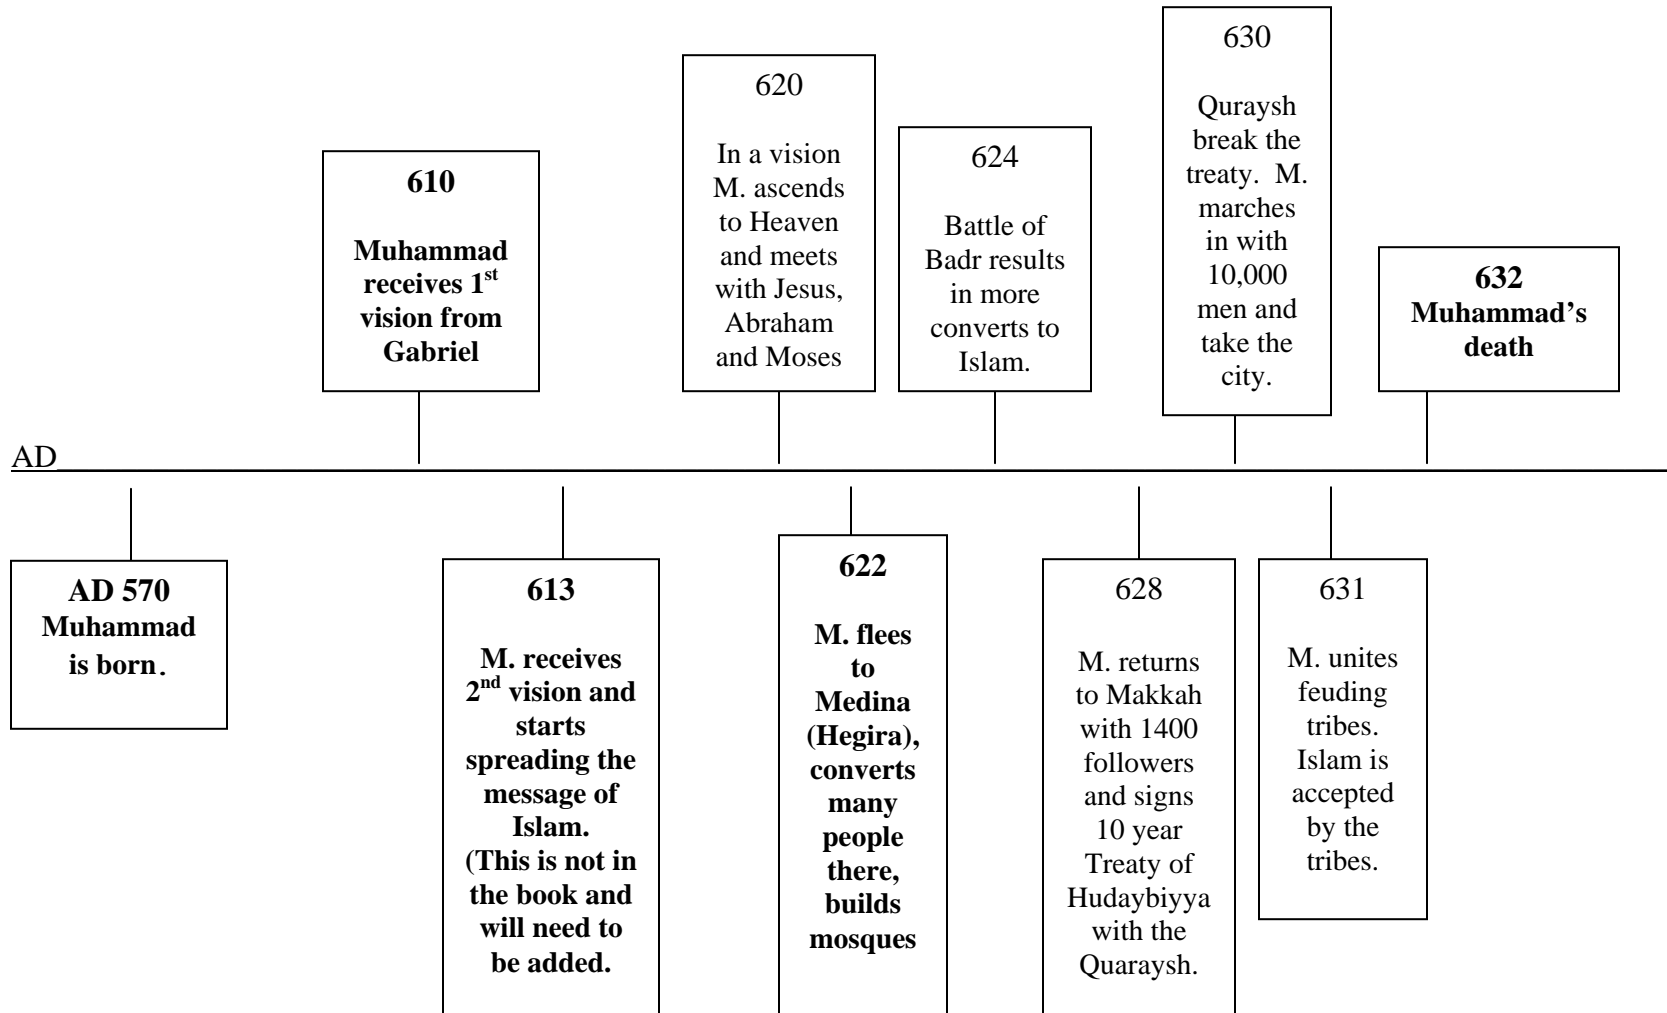 610
Muhammad
receives 1st
vision from
Gabriel
620
In a vision
M. ascends
to Heaven
and meets
with Jesus,
Abraham
and Moses
624
Battle of
Badr results
in more
converts to
Islam.
630
Quraysh
break the
treaty. M.
marches
in with
10,000
men and
take the
city.
632
Muhammad’s
death
AD
AD 570
Muhammad
is born.
613
M. receives
2nd vision and
starts
spreading the
message of
Islam.
(This is not in
the book and
will need to
be added.
622
M. flees
to
Medina
(Hegira),
converts
many
people
there,
builds
mosques
628
M. returns
to Makkah
with 1400
followers
and signs
10 year
Treaty of
Hudaybiyya
with the
Quaraysh.
631
M. unites
feuding
tribes.
Islam is
accepted
by the
tribes.